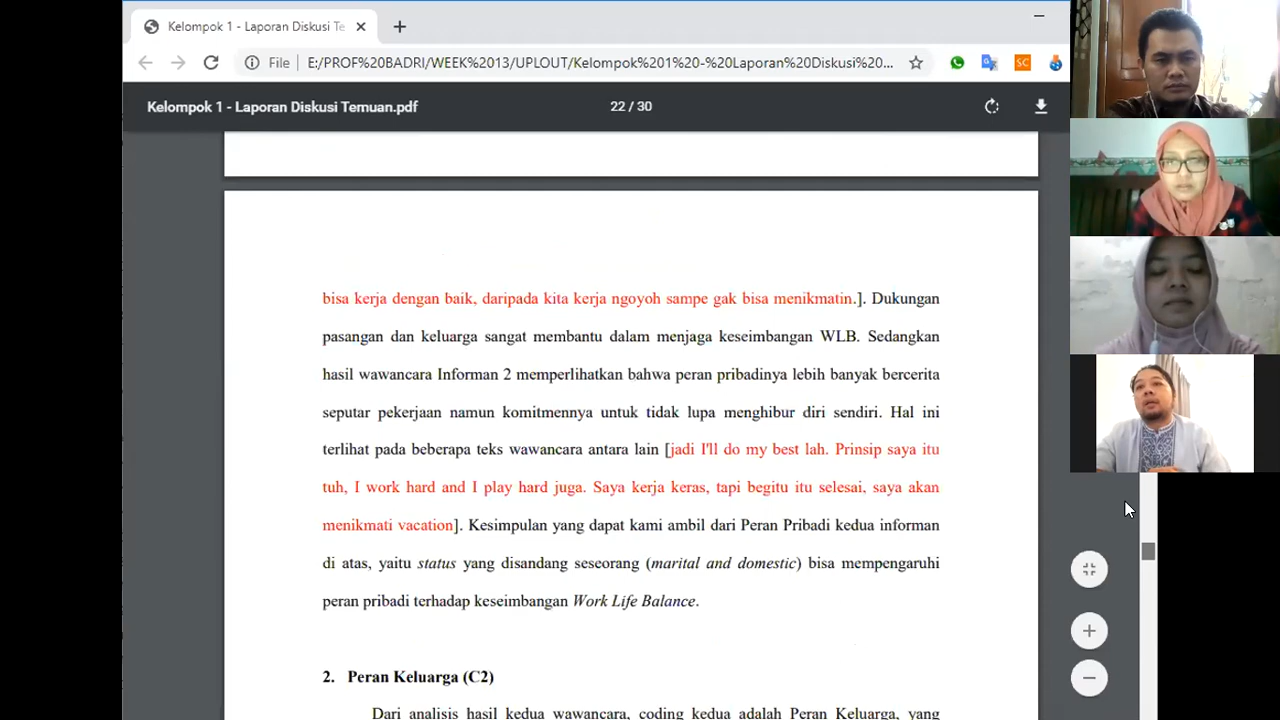 Kelompok 1 - Laporan Diskusi Te
File
E:/PROF%20BADRI/WEEK%2013/UPLOUT/Kelompok%201%20-%20Laporan%20Diskusi%20...
SC
Kelompok 1 - Laporan Diskusi Temuan.pdf
22 / 30
bisa kerja dengan baik, daripada kita kerja ngoyoh sampe gak bisa menikmatin.]. Dukungan
pasangan dan keluarga sangat membantu dalam menjaga keseimbangan WLB. Sedangkan
hasil wawancara Informan 2 memperlihatkan bahwa peran pribadinya lebih banyak bercerita
seputar pekerjaan namun komitmennya untuk tidak lupa menghibur diri sendiri. Hal ini
terlihat pada beberapa teks wawancara antara lain [jadi I'll do my best lah. Prinsip saya itu
tuh, I work hard and I play hard juga. Saya kerja keras, tapi begitu itu selesai, saya akan
menikmati vacation]. Kesimpulan yang dapat kami ambil dari Peran Pribadi kedua informan
di atas, yaitu status yang disandang seseorang (marital and domestic) bisa mempengaruhi
peran pribadi terhadap keseimbangan Work Life Balance.
2. Peran Keluarga (C2)
Dari analisis hasil kedua wawancara, coding kedua adalah Peran Keluarga, yang